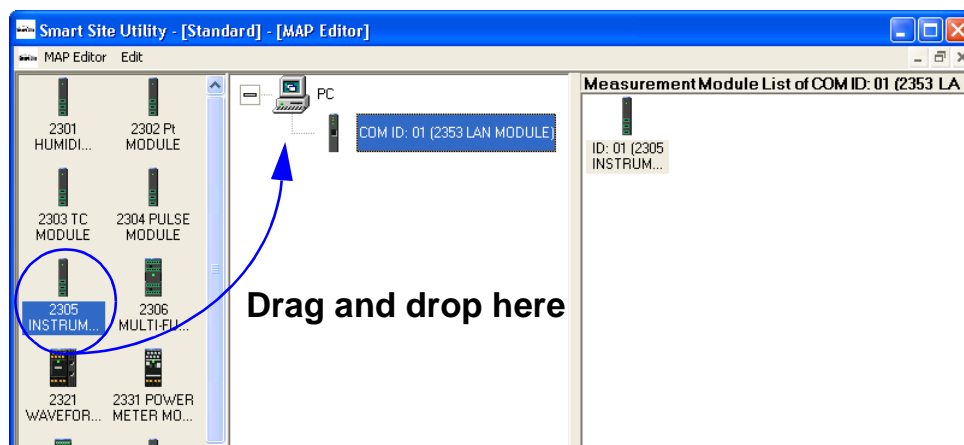 Smart Site Utility - [Standard] - [MAP Editor]
MAP Editor Edit
2301
HUMIDI...
2302 Pt
MODULE
2303 TC
MODULE
2304 PULSE
MODULE
2305
INSTRUM...
2306
MULTI-FU...
2321
WAVEFOR...
2331 POWER
METER MO...
PC
COM ID: 01 (2353 LAN MODULE)
Drag and drop here
Measurement Module List of COM ID: 01 (2353 LA
ID: 01 (2305
INSTRUM...